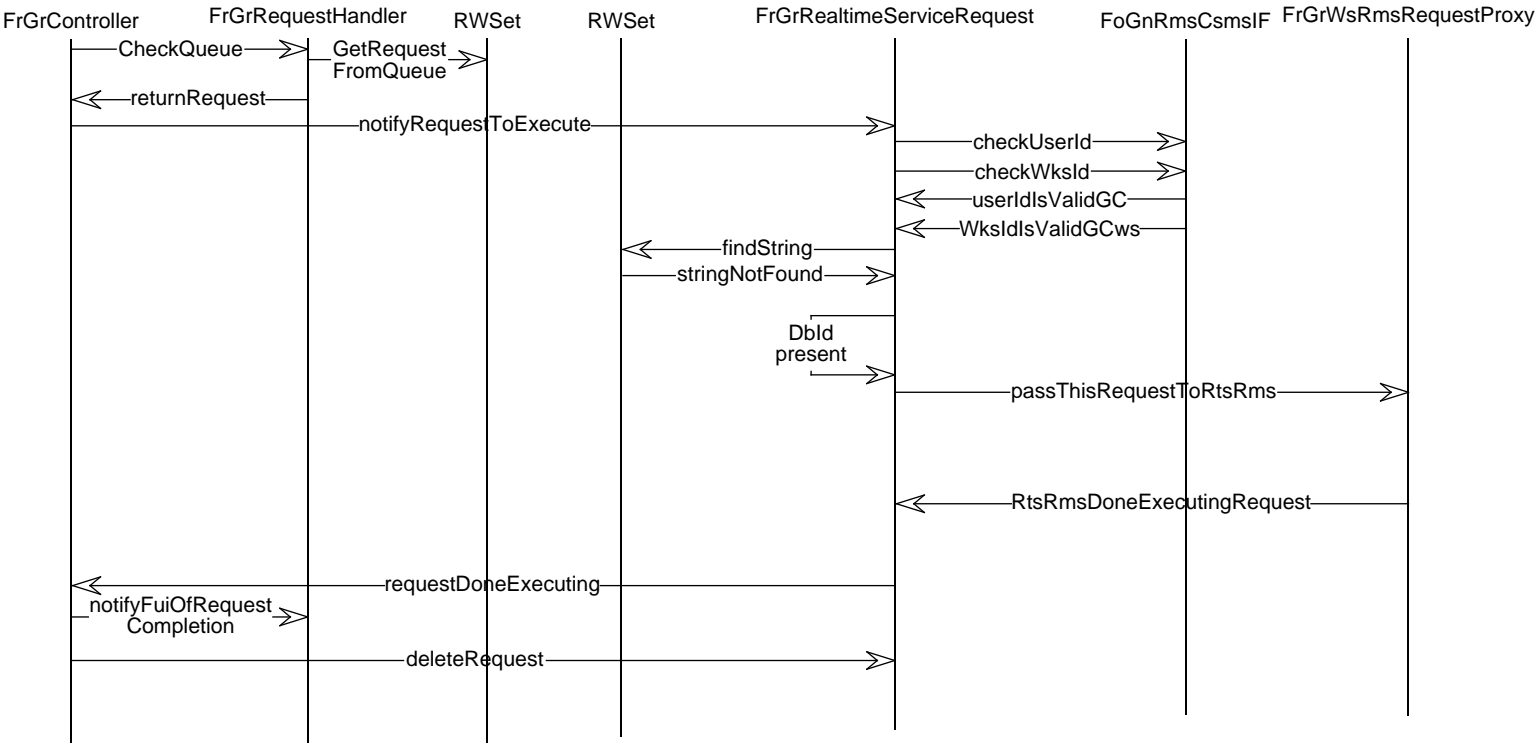 FrGrController
FrGrRequestHandler
RWSet
RWSet
FrGrRealtimeServiceRequest
FoGnRmsCsmsIF
FrGrWsRmsRequestProxy
CheckQueue
GetRequest
FromQueue
returnRequest
notifyRequestToExecute
checkUserId
checkWksId
userIdIsValidGC
WksIdIsValidGCws
findString
stringNotFound
DbId
present
passThisRequestToRtsRms
RtsRmsDoneExecutingRequest
requestDoneExecuting
notifyFuiOfRequest
Completion
deleteRequest